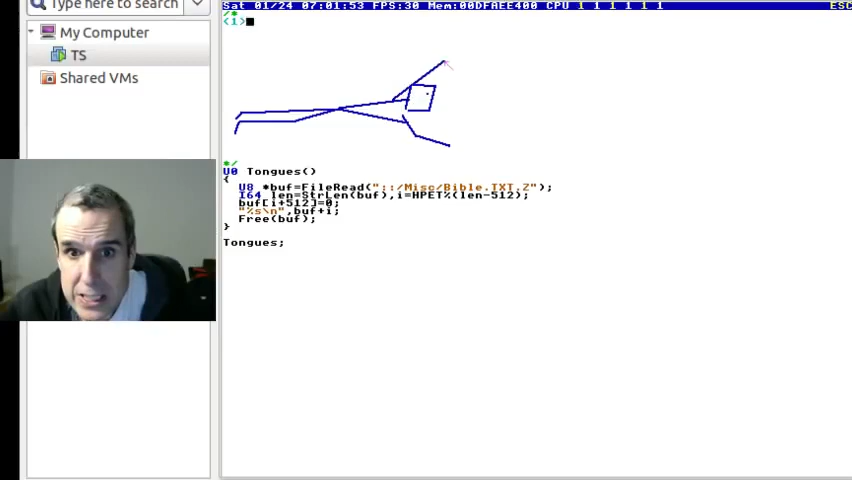 Type here to search
My Computer
TS
Shared VMs
Sat 01/24 07:01:53 FPS:30 Mem:00DFAEE400 CPU 1 1 1 1 1 1 ESC
/*
(1)
*/
U0 Tongues()
{
U8 *buf=FileRead("::/Misc/Bible.TXT.Z");
I64 len=StrLen(buf),i=HPET%(len-512);
buf[i+512]=0;
"%s\n",buf+i;
Free(buf);
}
Tongues;